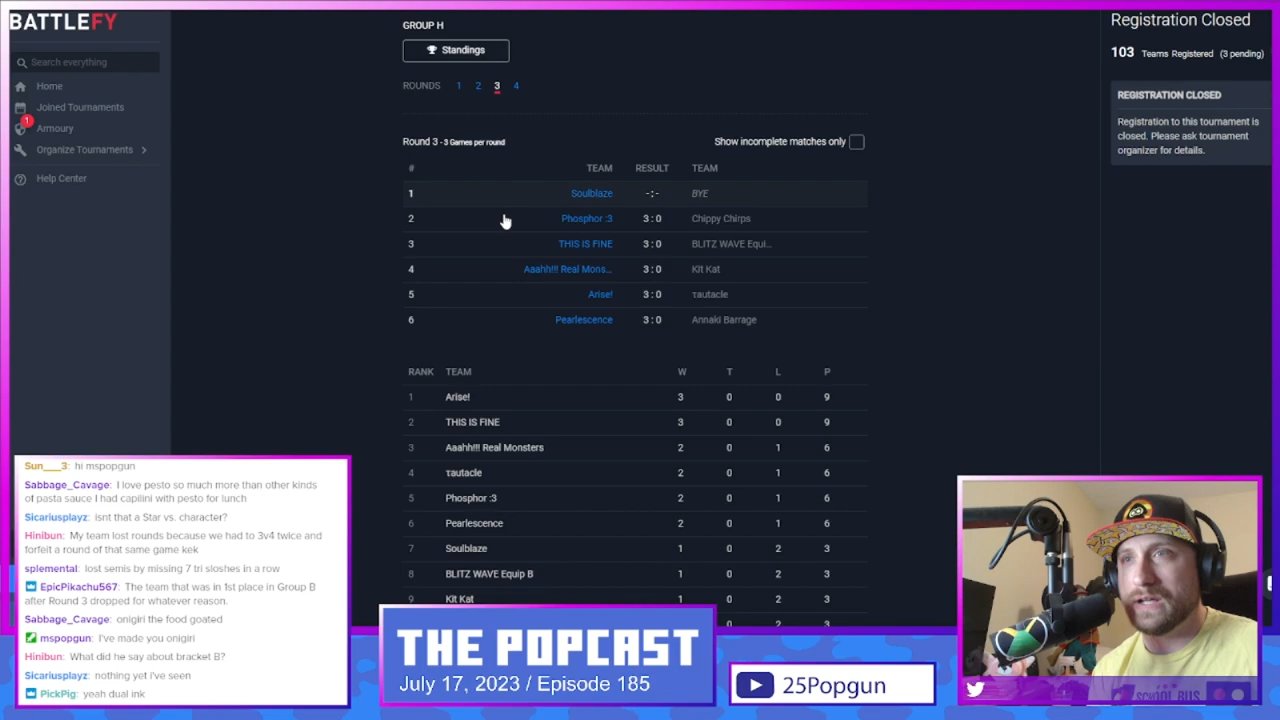 BATTLEFY
Search everything
Home
Joined Tournaments
1
Armoury
Organize Tournaments
Help Center
GROUP H
Standings
ROUNDS 1 2 3 4
Round 3 - 3 Games per round
Show incomplete matches only
# TEAM RESULT TEAM
1 Soulblaze -:- BYE
2 Phosphor :3 3:0 Chippy Chirps
3 THIS IS FINE 3:0 BLITZ WAVE Equi...
4 Aaahh!!! Real Mons... 3:0 Kit Kat
5 Arise! 3:0 τautacle
6 Pearlescence 3:0 Annaki Barrage
RANK TEAM W T L P
1 Arise! 3 0 0 9
2 THIS IS FINE 3 0 0 9
3 Aaahh!!! Real Monsters 2 0 1 6
4 τautacle 2 0 1 6
5 Phosphor :3 2 0 1 6
6 Pearlescence 2 0 1 6
7 Soulblaze 1 0 2 3
8 BLITZ WAVE Equip B 1 0 2 3
9 Kit Kat 1 0 2 3
0 2 3
Registration Closed
103 Teams Registered (3 pending)
REGISTRATION CLOSED
Registration to this tournament is
closed. Please ask tournament
organizer for details.
Sun___3: hi mspopgun
Sabbage_Cavage: I love pesto so much more than other kinds
of pasta sauce I had capilini with pesto for lunch
Sicariusplayz: isnt that a Star vs. character?
Hinibun: My team lost rounds because we had to 3v4 twice and
forfeit a round of that same game kek
splemental: lost semis by missing 7 tri sloshes in a row
EpicPikachu567: The team that was in 1st place in Group B
after Round 3 dropped for whatever reason.
Sabbage_Cavage: onigiri the food goated
mspopgun: I've made you onigiri
Hinibun: What did he say about bracket B?
Sicariusplayz: nothing yet i've seen
PickPig: yeah dual ink
THE POPCAST
July 17, 2023 / Episode 185
25Popgun